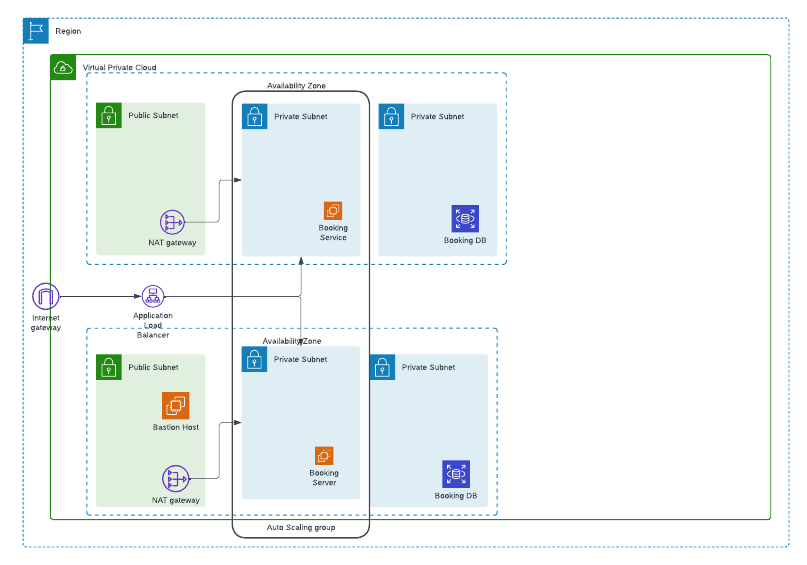 Region
Virtual Private Cloud
Availability Zone
Public Subnet
Private Subnet
Private Subnet
NAT gateway
Booking
Service
Booking DB
Internet
gateway
Application
Load
Balancer
Availability Zone
Public Subnet
Private Subnet
Private Subnet
Bastion Host
NAT gateway
Booking
Server
Booking DB
Auto Scaling group